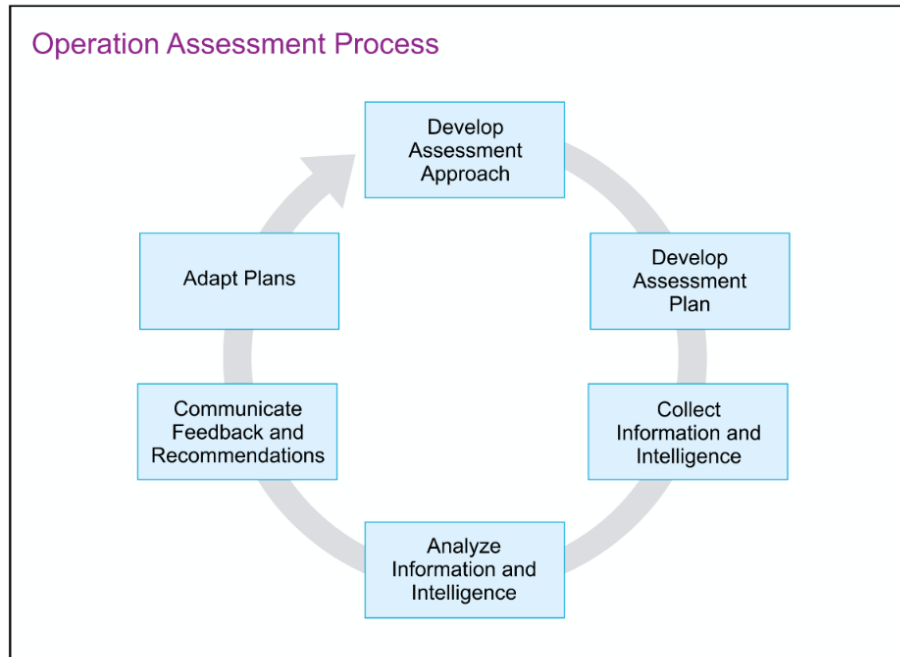 Operation Assessment Process
Develop
Assessment
Approach
Develop
Assessment
Plan
Collect
Information and
Intelligence
Analyze
Information and
Intelligence
Communicate
Feedback and
Recommendations
Adapt Plans